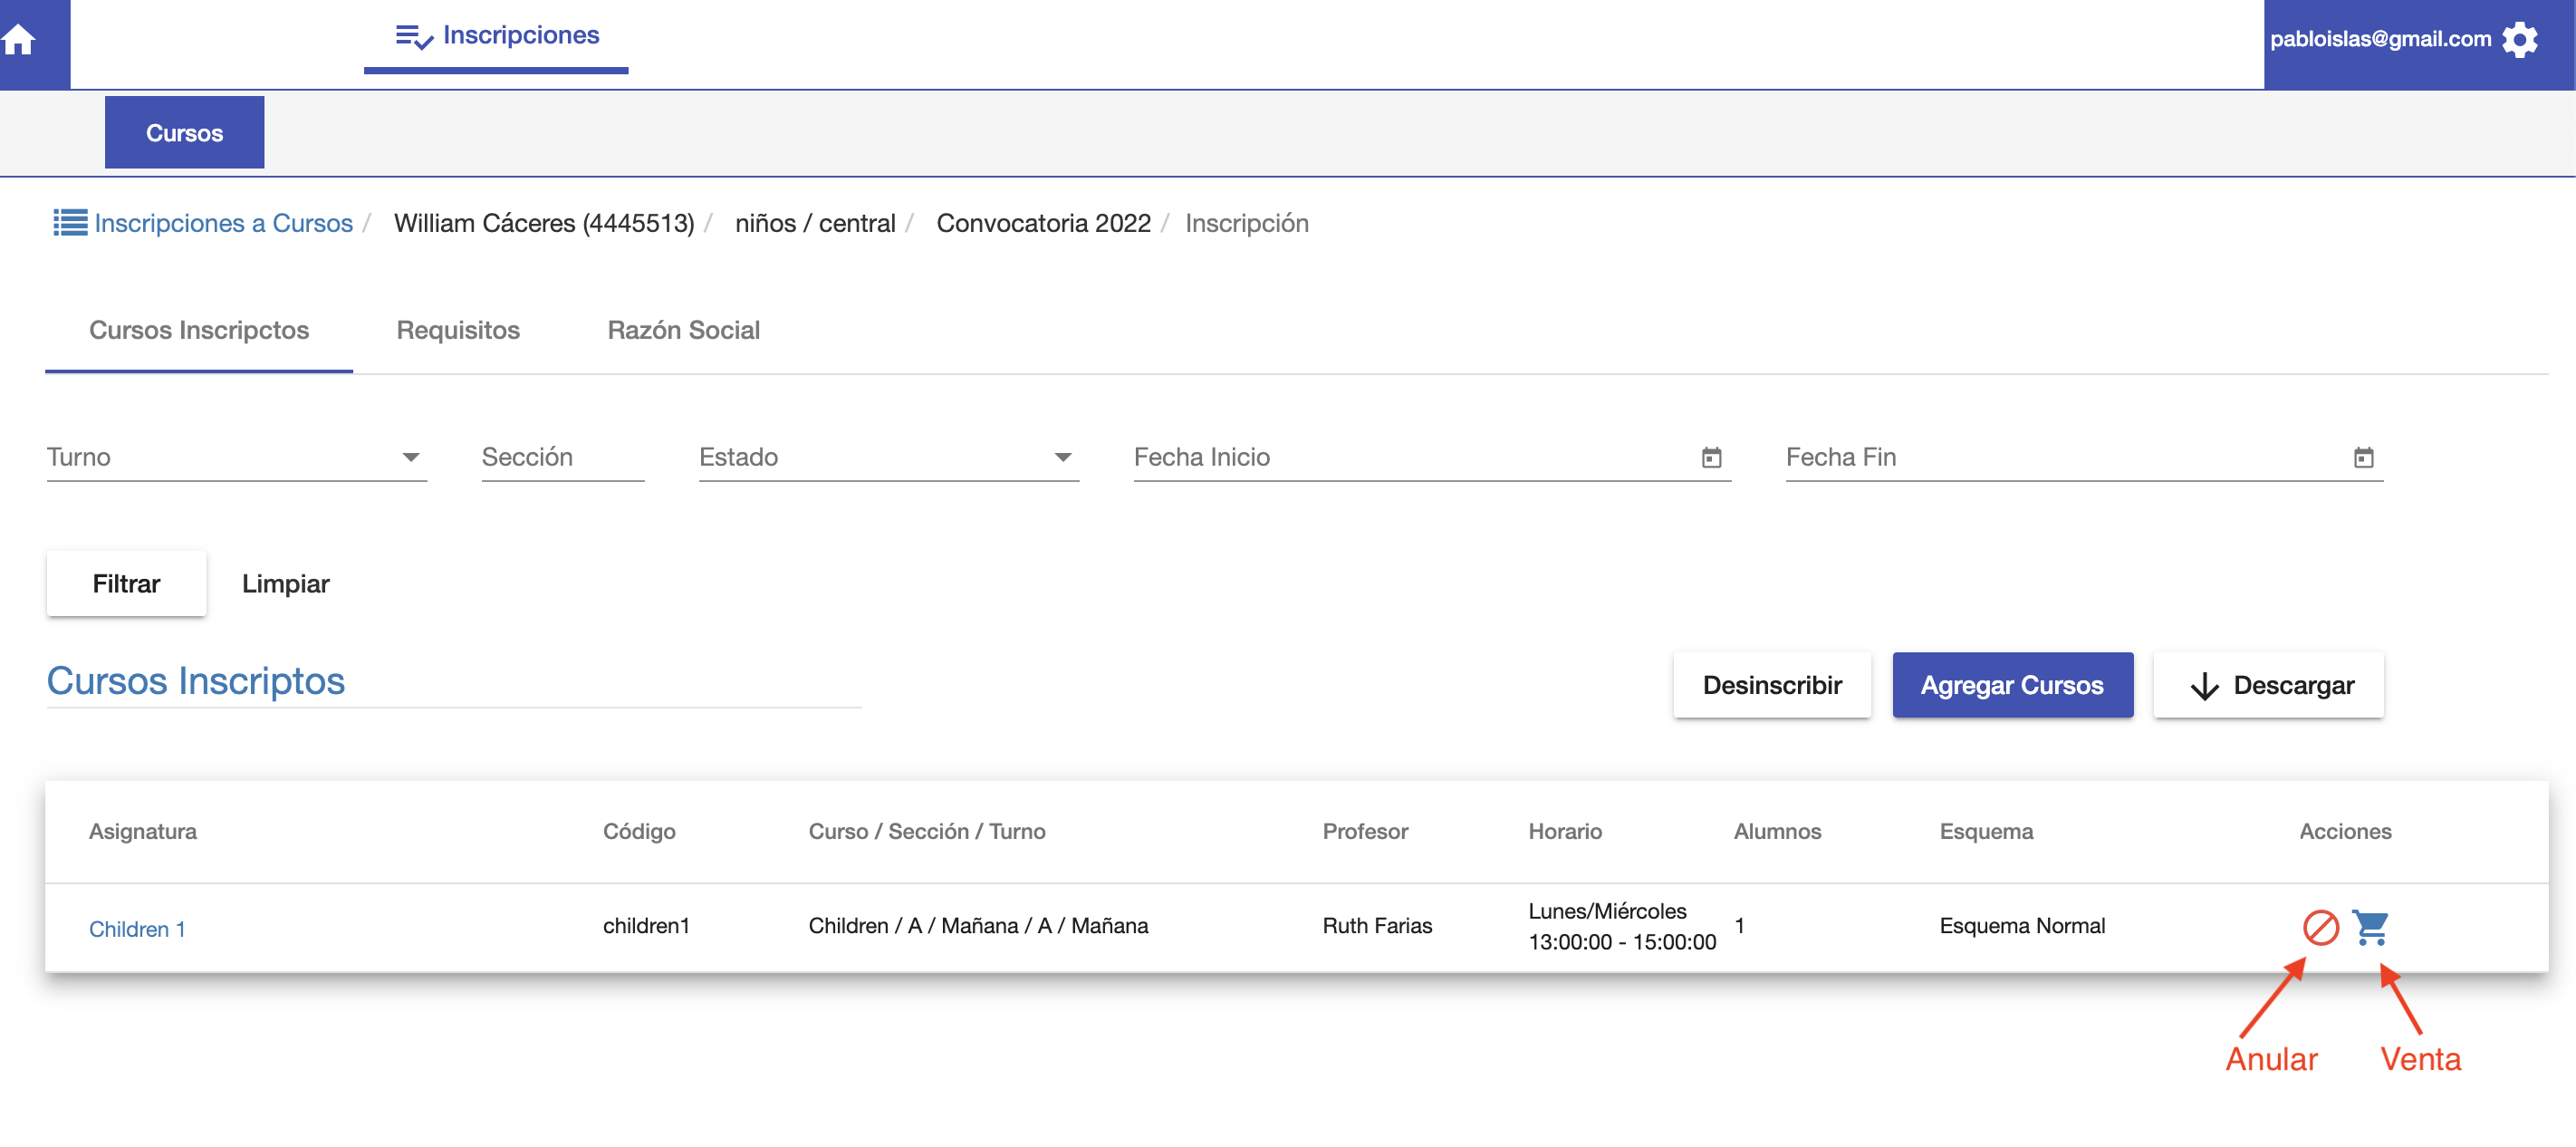 Inscripciones
pabloislas@gmail.com
Cursos
Inscripciones a Cursos / William Cáceres (4445513) / niños / central / Convocatoria 2022 / Inscripción
Cursos Inscripctos Requisitos Razón Social
Turno Sección Estado Fecha Inicio Fecha Fin
Filtrar Limpiar
Cursos Inscriptos Desinscribir Agregar Cursos Descargar
Asignatura Código Curso / Sección / Turno Profesor Horario Alumnos Esquema Acciones
Children 1 children1 Children / A / Mañana / A / Mañana Ruth Farias Lunes/Miércoles 1 Esquema Normal
13:00:00 - 15:00:00
Anular Venta